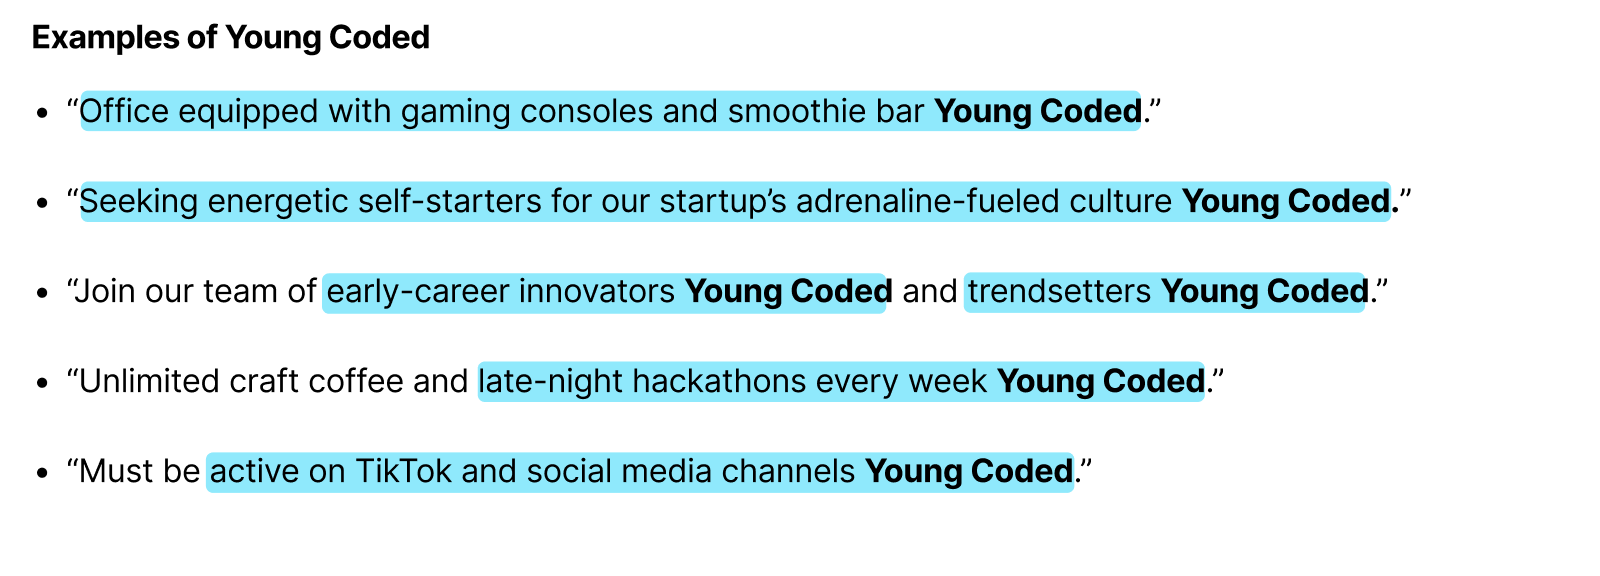 Examples of Young Coded
• “Office equipped with gaming consoles and smoothie bar Young Coded.”
• “Seeking energetic self-starters for our startup’s adrenaline-fueled culture Young Coded.”
• “Join our team of early-career innovators Young Coded and trendsetters Young Coded.”
• “Unlimited craft coffee and late-night hackathons every week Young Coded.”
• “Must be active on TikTok and social media channels Young Coded.”